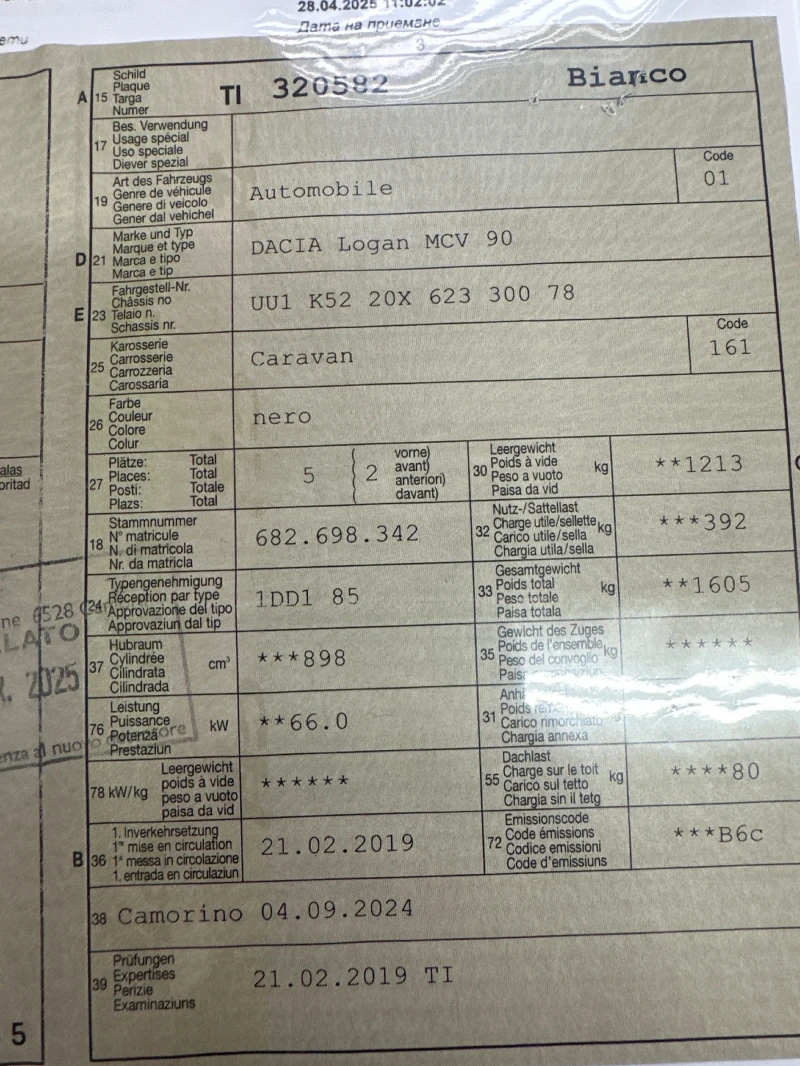 28.04.2025 11:02:02
Дата на приемане
ети
3
A 15 Schild
Plaque
Targa
Numer
TI 320582 Bianco
17 Bes. Verwendung
Usage spécial
Uso speciale
Diever spezial
19 Art des Fahrzeugs
Genre de véhicule
Genere di veicolo
Gener dal vehichel
Automobile
Code
01
D 21 Marke und Typ
Marque et type
Marca e tipo
Marca e tip
DACIA Logan MCV 90
E 23 Fahrgestell-Nr.
Châssis no
Telaio n.
Schassis nr.
UU1 K52 20X 623 300 78
25 Karosserie
Carrosserie
Carrozzeria
Carossaria
Caravan
Code
161
26 Farbe
Couleur
Colore
Colur
nero
27 Plätze: Total
Places: Total
Posti: Totale
Plazs: Total
5
2
vorne)
avant)
anteriori)
davant)
30 Leergewicht
Poids à vide
Peso a vuoto
Paisa da vid
kg
**1213
18 Stammnummer
N° matricule
N. di matricola
Nr. da matricla
682.698.342
32 Nutz-/Sattellast
Charge utile/sellette
Carico utile/sella
Chargia utila/sella
kg
***392
Typengenehmigung
24 Réception par type
Approvazione del tipo
Approvaziun dal tip
1DD1 85
33 Gesamtgewicht
Poids total
Peso totale
Paisa totala
kg
**1605
37 Hubraum
Cylindrée
Cilindrata
Cilindrada
cm³
***898
35 Gewicht des Zuges
Poids de l'ensemble
Peso del convoglio
kg
******
76 Leistung
Puissance
Potenza
Prestaziun
kW
**66.0
31
Carico rimorchiato
Chargia annexa
78 kW/kg
Leergewicht
poids à vide
peso a vuoto
paisa da vid
******
55 Dachlast
Charge sur le toit
Carico sul tetto
Chargia sin il tetg
kg
****80
B 36 1. Inverkehrsetzung
1re mise en circulation
1a messa in circolazione
1. entrada en circulaziun
21.02.2019
72 Emissionscode
Code émissions
Codice emissioni
Code d'emissiuns
***B6c
38 Camorino 04.09.2024
39 Prüfungen
Expertises
Perizie
Examinaziuns
21.02.2019 TI
5
alas
oritad
ne 6528
LLATO
2025
enza al nuovo